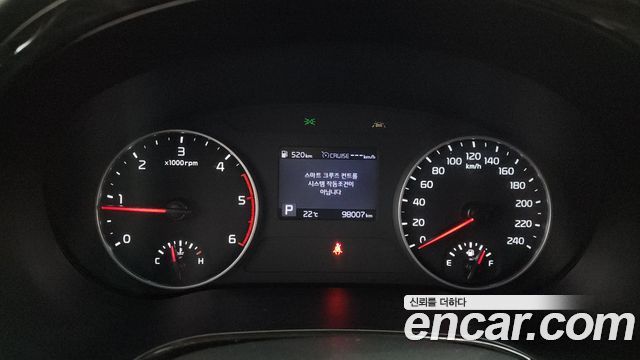 520km CRUISE ---km/h
스마트 크루즈 컨트롤
시스템 작동조건이
아닙니다
P 22℃ 98007km
x1000rpm
0 1 2 3 4 5 6
C H
km/h
0 20 40 60 80 100 120 140 160 180 200 220 240
E F
신뢰를 더하다
encar.com